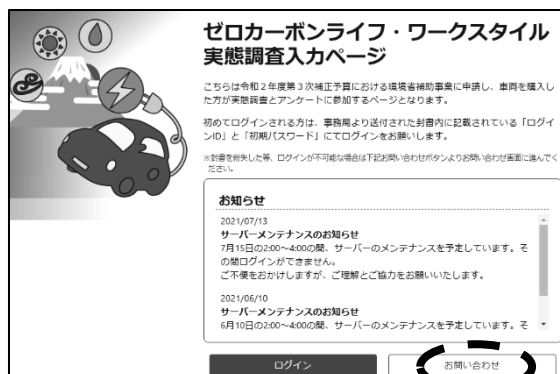 ゼロカーボンライフ・ワークスタイル
実態調査入力ページ
こちらは令和2年度第3次補正予算における環境省補助事業に申請し、車両を購入し
た方が実態調査とアンケートに参加するページとなります。
初めてログインされる方は、事務局より送付された封書内に記載されている「ログイ
ンID」と「初期パスワード」にてログインをお願いします。
※封書を紛失した等、ログインが不可能な場合は下記お問い合わせボタンよりお問い合わせ画面に進んでく
ださい。
お知らせ
2021/07/13
サーバーメンテナンスのお知らせ
7月15日の2:00~4:00の間、サーバーのメンテナンスを予定しています。そ
の間ログインができません。
ご不便をおかけしますが、ご理解とご協力をお願いいたします。
2021/06/10
サーバーメンテナンスのお知らせ
6月10日の2:00~4:00の間、サーバーのメンテナンスを予定しています。そ
ログイン
お問い合わせ